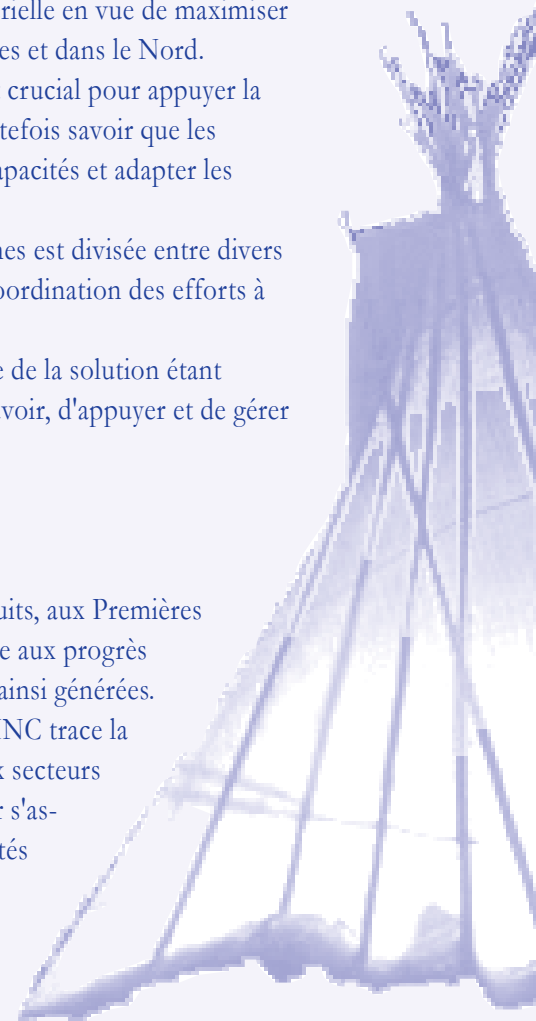 rielle en vue de maximiser
es et dans le Nord.
crucial pour appuyer la
tefois savoir que les
apacités et adapter les
nes est divisée entre divers
oordination des efforts à
e de la solution étant
voir, d'appuyer et de gérer
uits, aux Premières
e aux progrès
ainsi générées.
INC trace la
x secteurs
r s'as-
tés